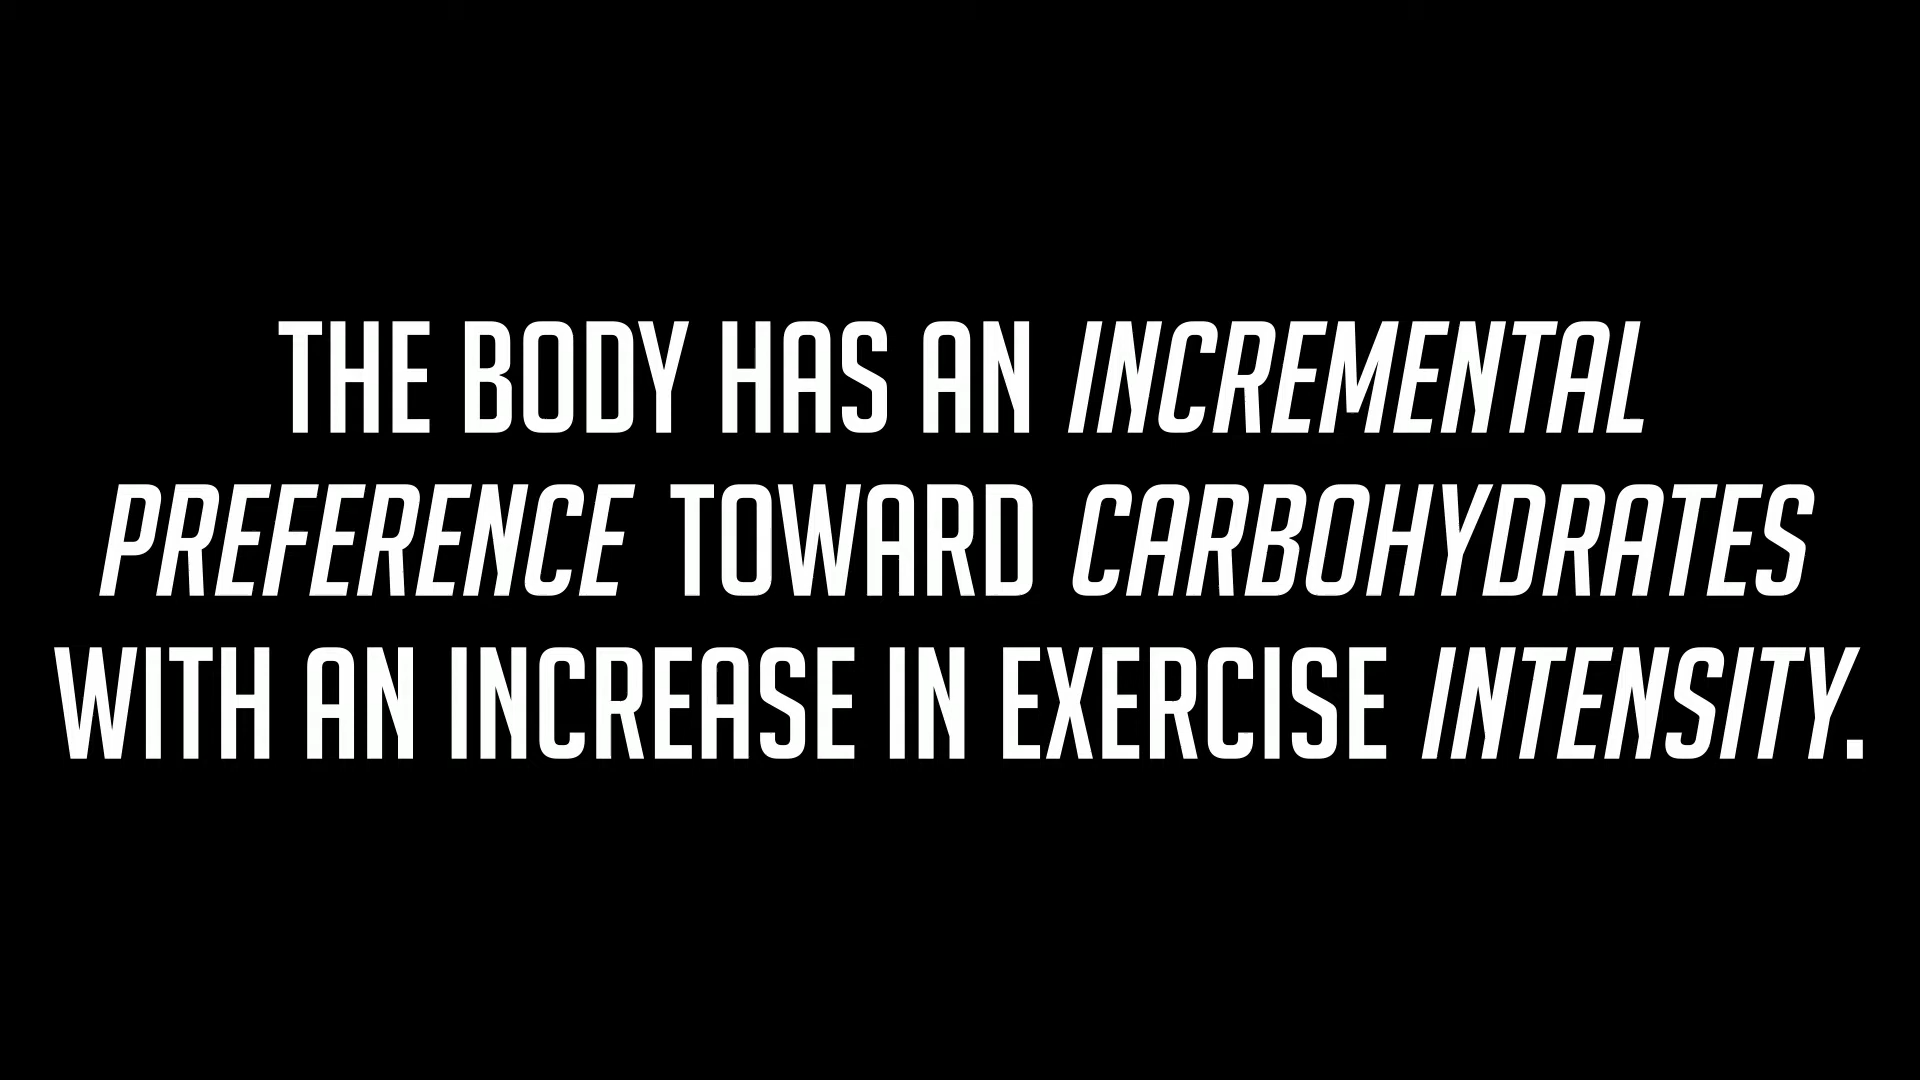 THE BODY HAS AN INCREMENTAL
PREFERENCE TOWARD CARBOHYDRATES
WITH AN INCREASE IN EXERCISE INTENSITY.